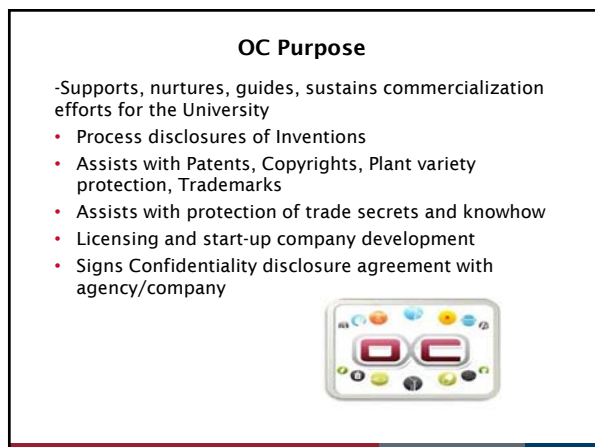 OC Purpose
-Supports, nurtures, guides, sustains commercialization
efforts for the University
• Process disclosures of Inventions
• Assists with Patents, Copyrights, Plant variety
protection, Trademarks
• Assists with protection of trade secrets and knowhow
• Licensing and start-up company development
• Signs Confidentiality disclosure agreement with
agency/company
OC